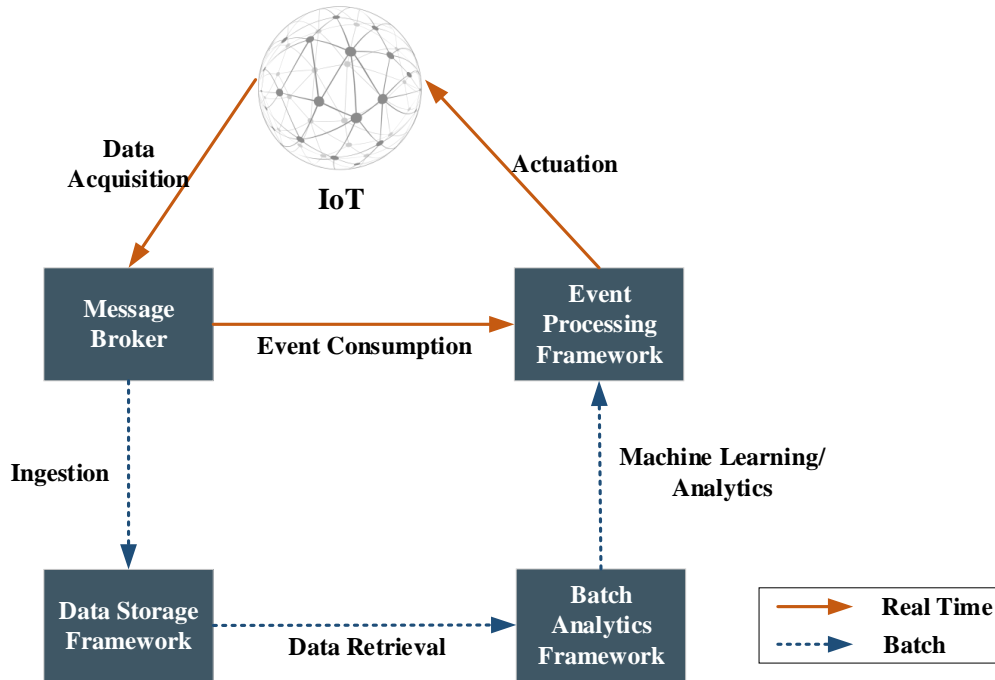 Data
Acquisition
IoT
Actuation
Message
Broker
Event Consumption
Event
Processing
Framework
Ingestion
Machine Learning/
Analytics
Data Storage
Framework
Data Retrieval
Batch
Analytics
Framework
Real Time
Batch